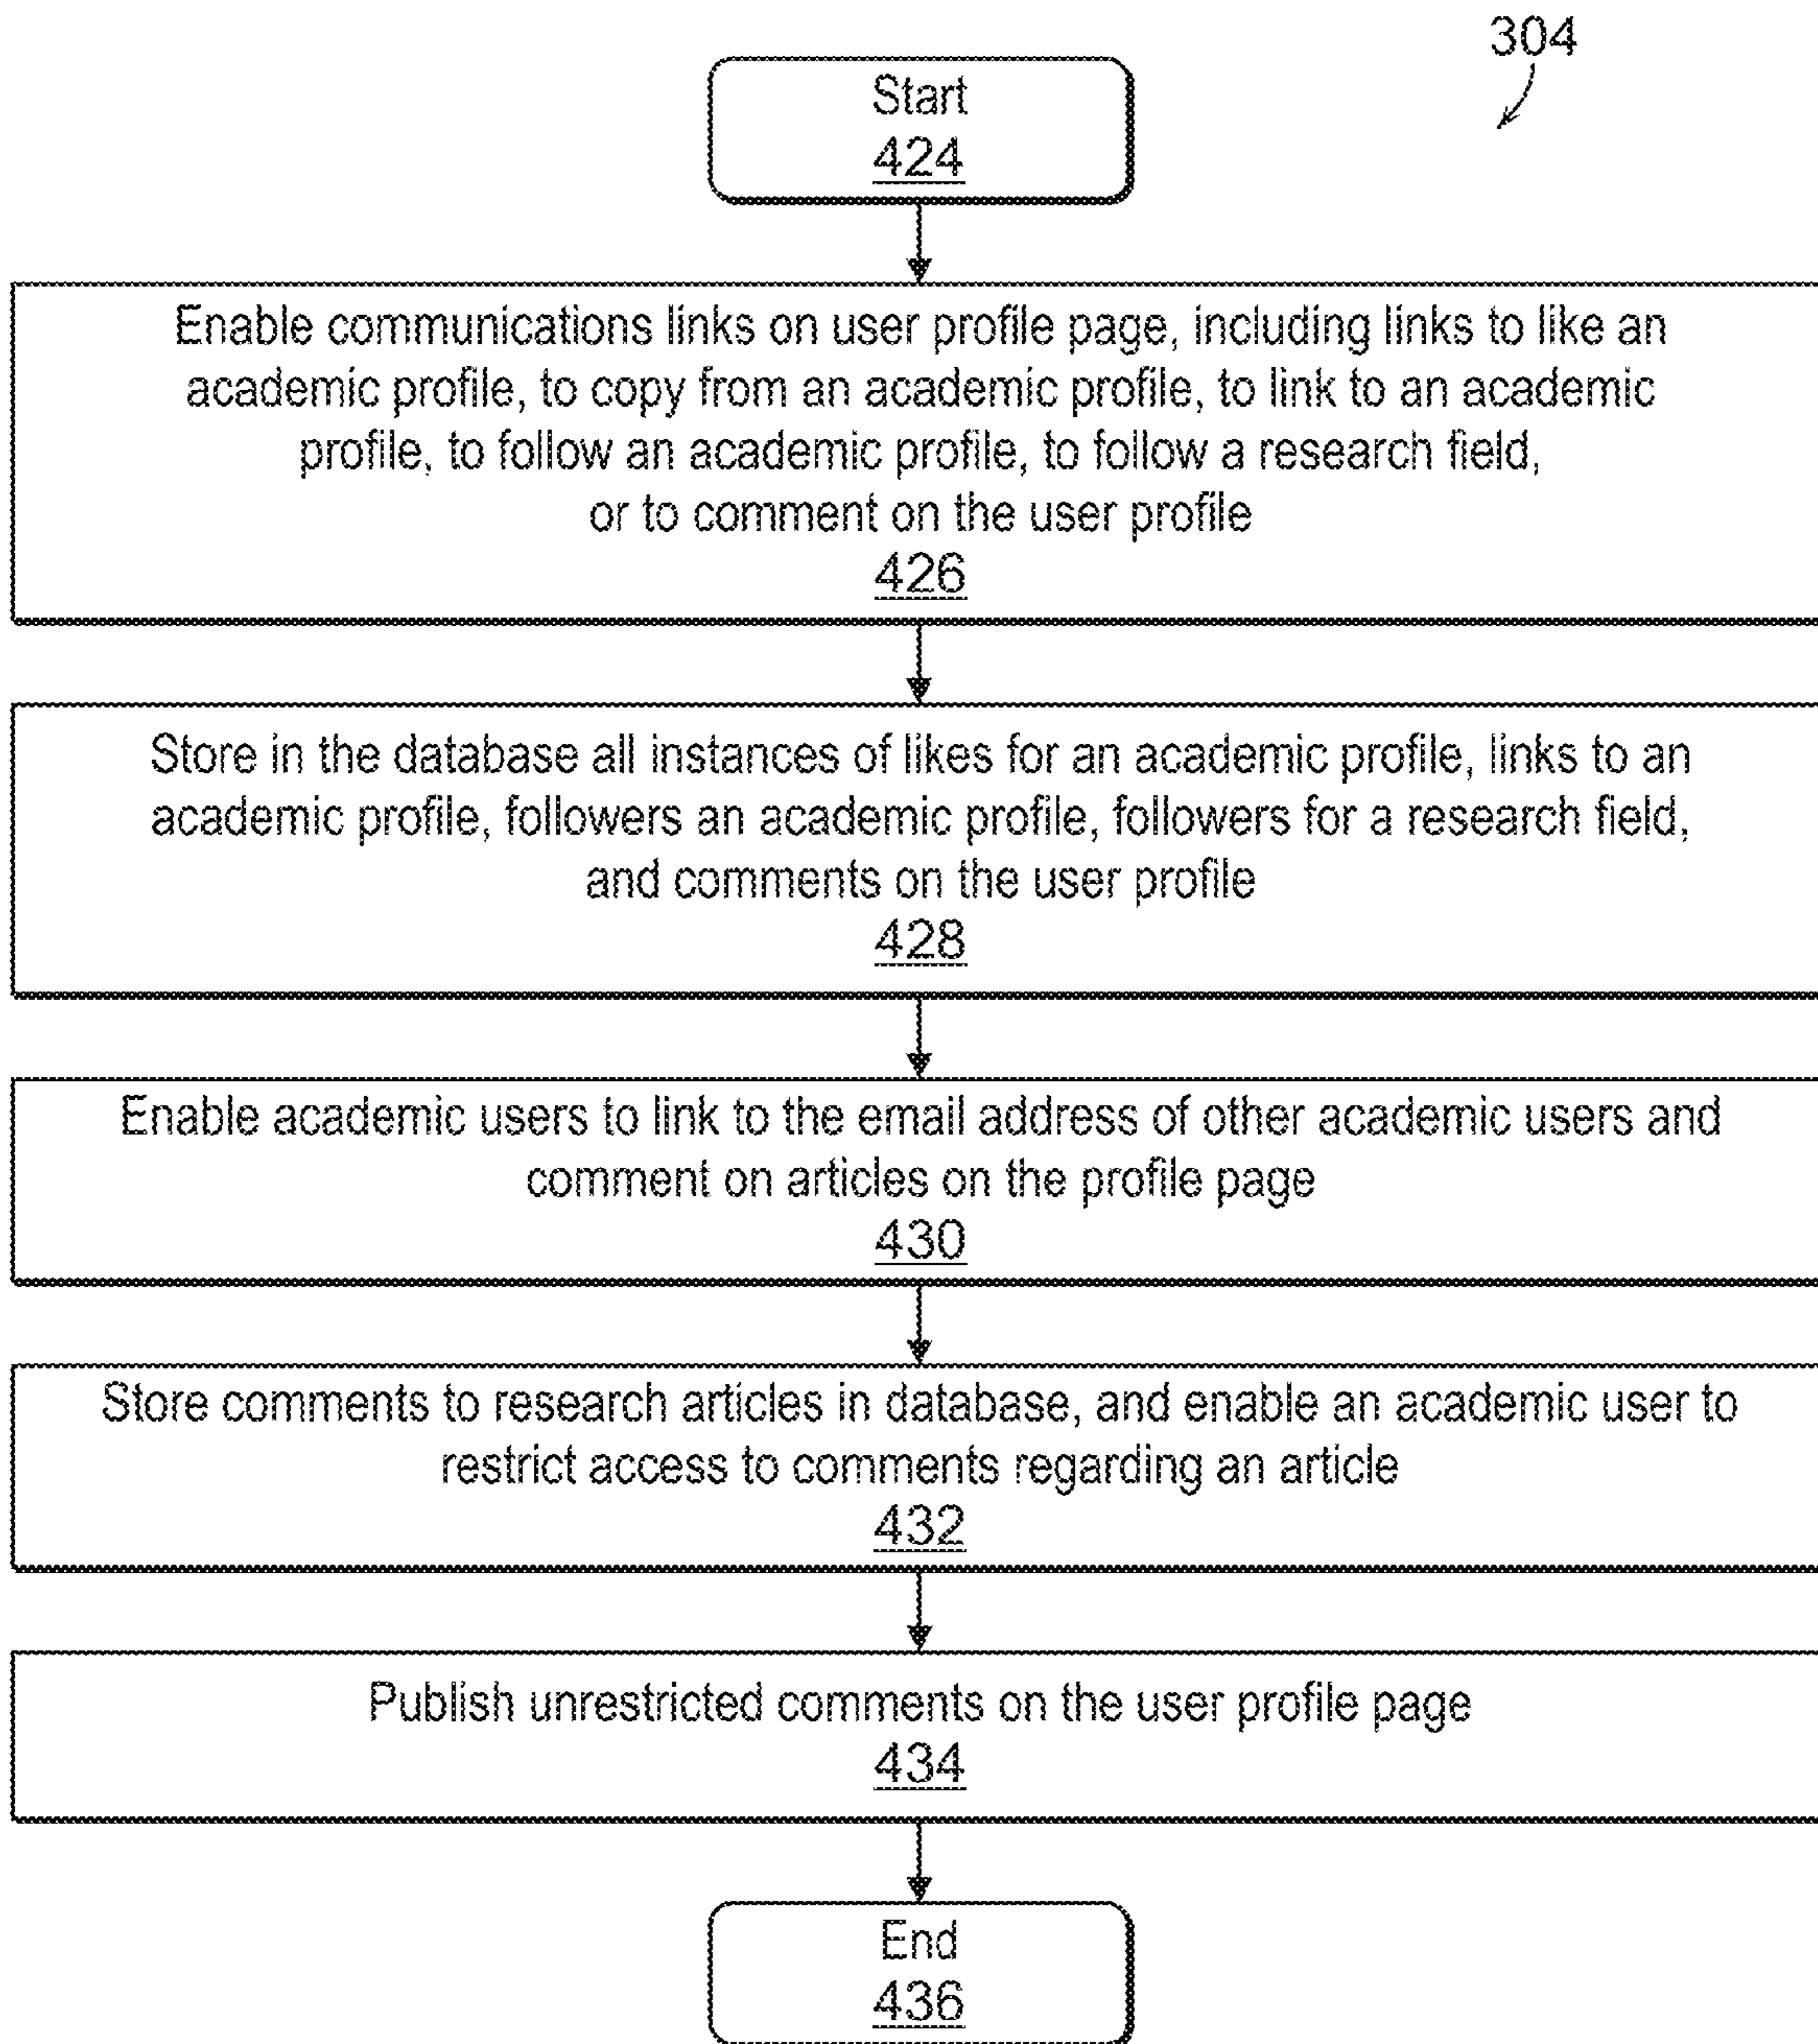 304
Start
424
Enable communications links on user profile page, including links to like an
academic profile, to copy from an academic profile, to link to an academic
profile, to follow an academic profile, to follow a research field,
or to comment on the user profile
426
Store in the database all instances of likes for an academic profile, links to an
academic profile, followers an academic profile, followers for a research field,
and comments on the user profile
428
Enable academic users to link to the email address of other academic users and
comment on articles on the profile page
430
Store comments to research articles in database, and enable an academic user to
restrict access to comments regarding an article
432
Publish unrestricted comments on the user profile page
434
End
436